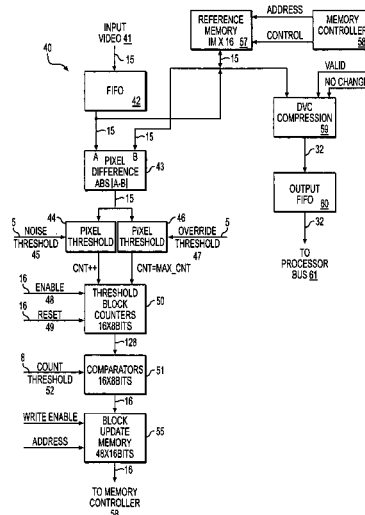 40
INPUT
VIDEO 41
15
FIFO
42
15
15
A B
PIXEL
DIFFERENCE
ABS|A-B|
43
15
44
PIXEL
THRESHOLD
46
PIXEL
THRESHOLD
5
NOISE
THRESHOLD
45
5
OVERRIDE
THRESHOLD
47
CNT++
CNT=MAX_CNT
16
ENABLE
48
16
RESET
49
THRESHOLD
BLOCK
COUNTERS
16X8BITS
50
128
8
COUNT
THRESHOLD
52
COMPARATORS
16X8BITS
51
16
WRITE ENABLE
ADDRESS
BLOCK
UPDATE
MEMORY
48X16BITS
55
16
TO MEMORY
CONTROLLER
58
REFERENCE
MEMORY
IM X 16 57
ADDRESS
CONTROL
MEMORY
CONTROLLER
58
15
VALID
NO CHANGE
DVC
COMPRESSION
59
32
OUTPUT
FIFO
60
32
TO
PROCESSOR
BUS 61